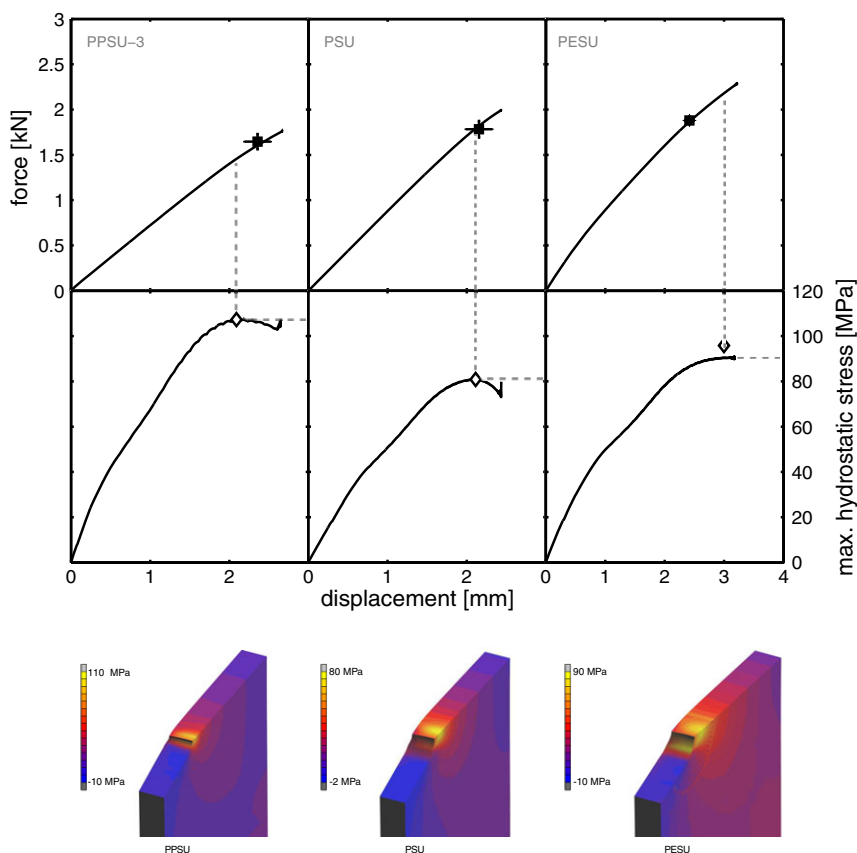 3
2.5
2
1.5
1
0.5
0
force [kN]
PPSU−3
PSU
PESU
120
100
80
60
40
20
0
max. hydrostatic stress [MPa]
0
1
2
0
1
2
0
1
2
3
4
displacement [mm]
110 MPa
-10 MPa
80 MPa
-2 MPa
90 MPa
-10 MPa
PPSU
PSU
PESU